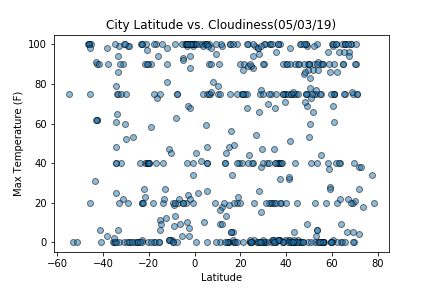 City Latitude vs. Cloudiness(05/03/19)
100
80
60
40
20
0
Max Temperature (F)
−60 −40 −20 0 20 40 60 80
Latitude